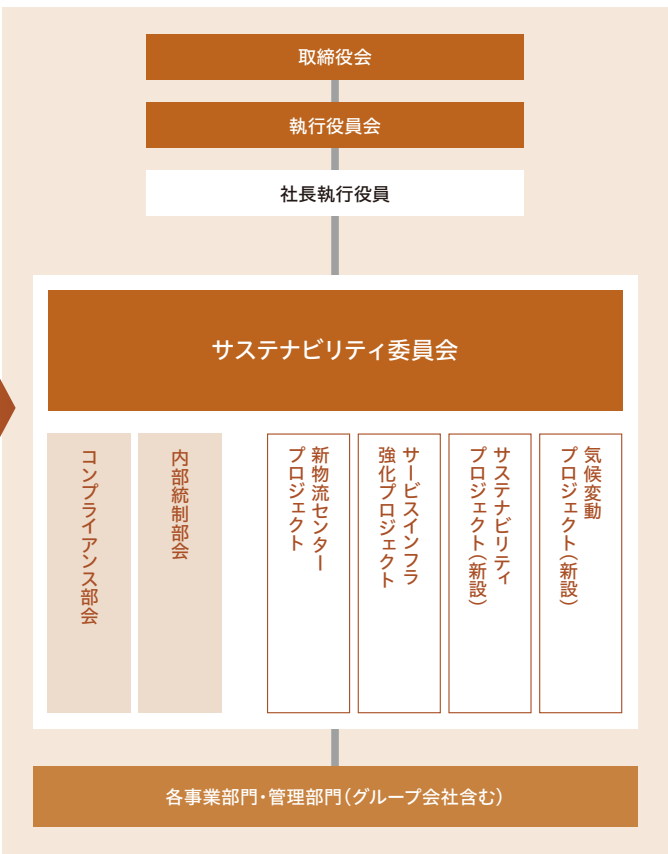 取締役会
執行役員会
社長執行役員
サステナビリティ委員会
コンプライアンス部会
内部統制部会
新物流センター
プロジェクト
サービスインフラ
強化プロジェクト
サステナビリティ
プロジェクト(新設)
気候変動
プロジェクト(新設)
各事業部門・管理部門(グループ会社含む)